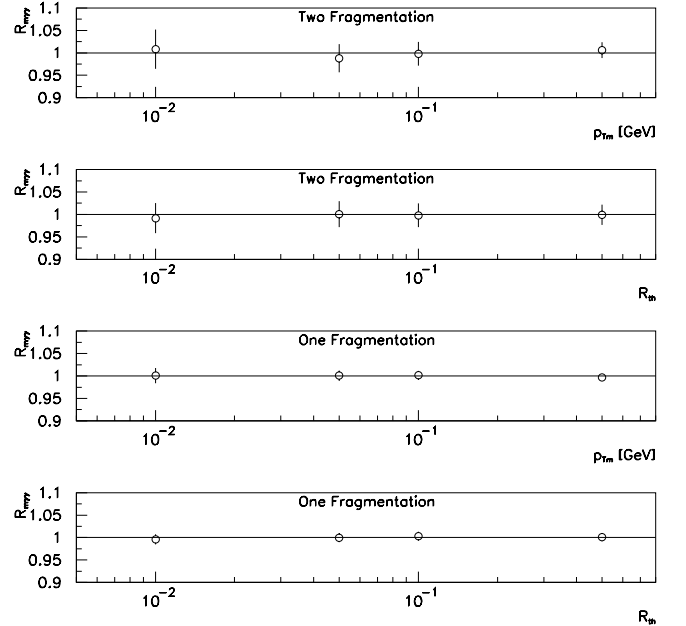 Two Fragmentation
R_mγγ
1.1
1.05
1
0.95
0.9
10^-2
10^-1
p_Tm [GeV]
Two Fragmentation
R_mγγ
1.1
1.05
1
0.95
0.9
10^-2
10^-1
R_th
One Fragmentation
R_mγγ
1.1
1.05
1
0.95
0.9
10^-2
10^-1
p_Tm [GeV]
One Fragmentation
R_mγγ
1.1
1.05
1
0.95
0.9
10^-2
10^-1
R_th